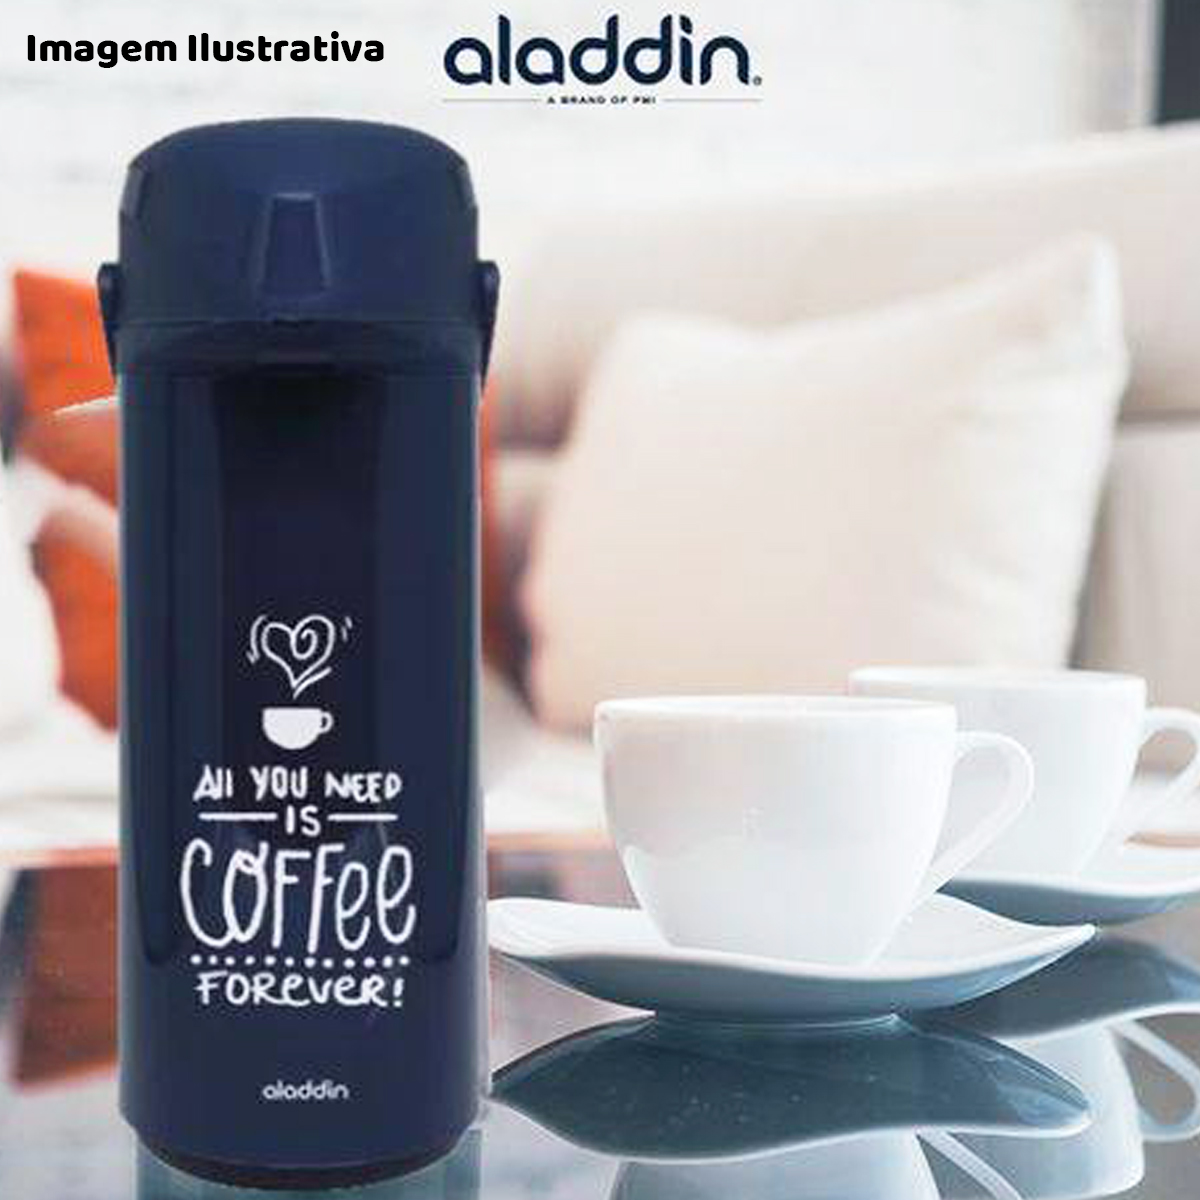 Imagem Ilustrativa
aladdin
A BRAND OF PMI
All YOU NEED
IS
COFFee
FOREVER!
aladdin